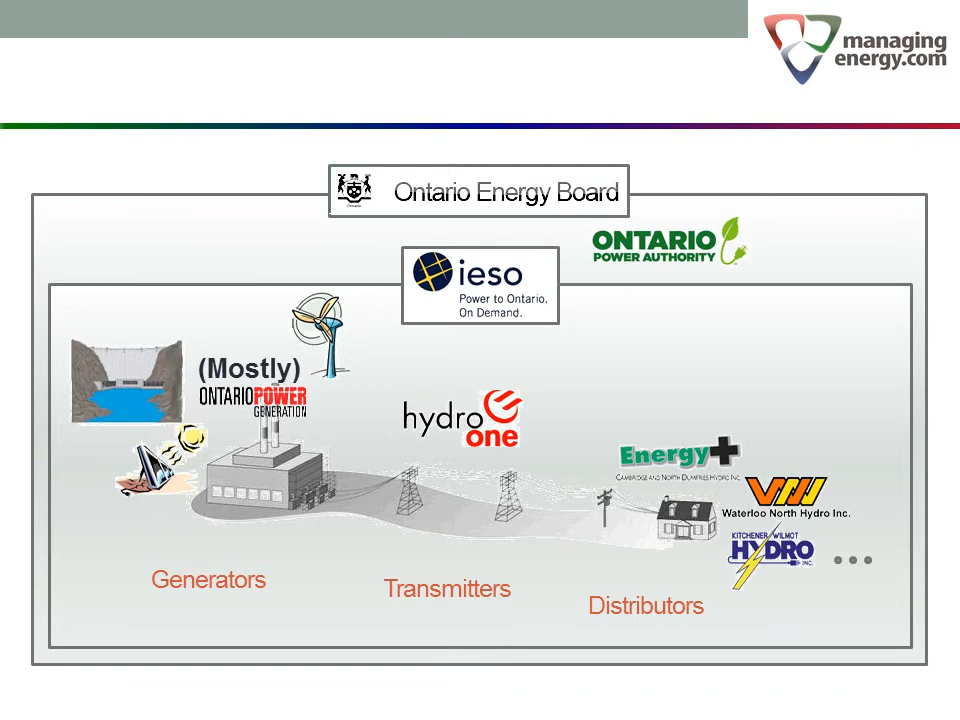 managing
energy.com
Ontario Energy Board
ONTARIO
POWER AUTHORITY
ieso
Power to Ontario.
On Demand.
(Mostly)
ONTARIOPOWER
GENERATION
hydro
one
Energy+
CAMBRIDGE AND NORTH DUMFRIES HYDRO INC.
Waterloo North Hydro Inc.
KITCHENER WILMOT
HYDRO
INC.
...
Generators
Transmitters
Distributors